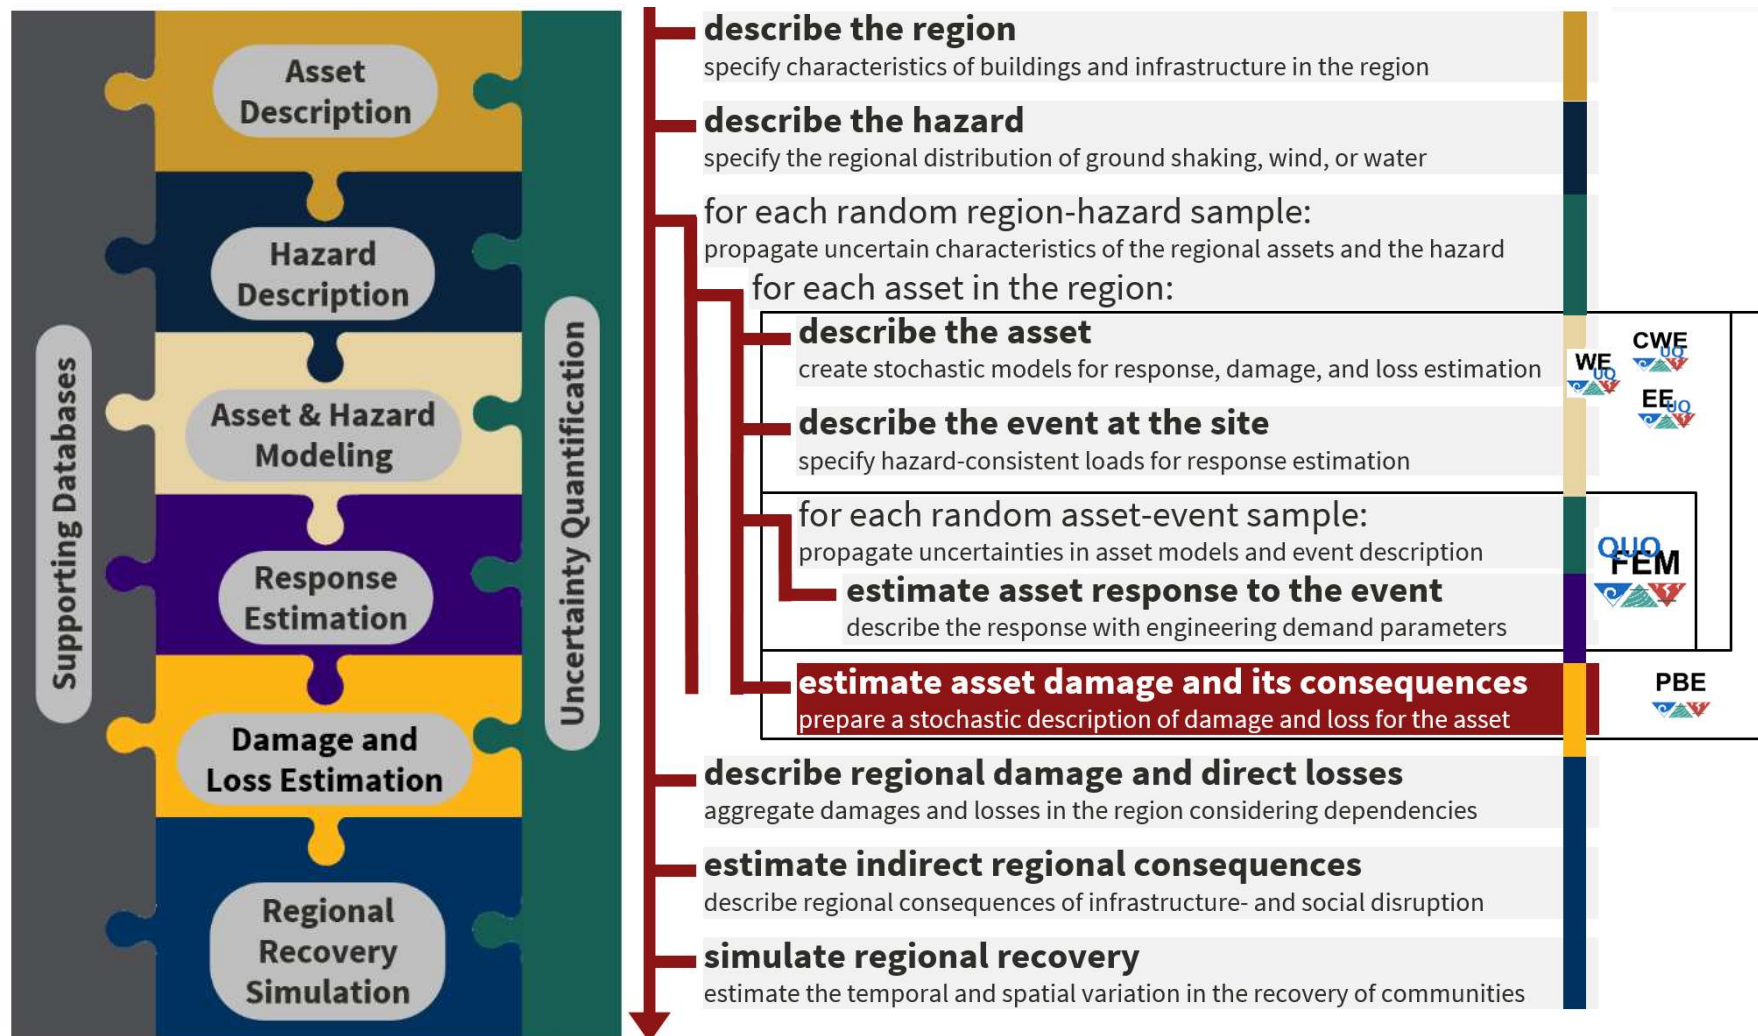 Supporting Databases
Asset
Description
Hazard
Description
Asset & Hazard
Modeling
Response
Estimation
Damage and
Loss Estimation
Regional
Recovery
Simulation
Uncertainty Quantification
describe the region
specify characteristics of buildings and infrastructure in the region
describe the hazard
specify the regional distribution of ground shaking, wind, or water
for each random region-hazard sample:
propagate uncertain characteristics of the regional assets and the hazard
for each asset in the region:
describe the asset
create stochastic models for response, damage, and loss estimation
describe the event at the site
specify hazard-consistent loads for response estimation
for each random asset-event sample:
propagate uncertainties in asset models and event description
estimate asset response to the event
describe the response with engineering demand parameters
estimate asset damage and its consequences
prepare a stochastic description of damage and loss for the asset
describe regional damage and direct losses
aggregate damages and losses in the region considering dependencies
estimate indirect regional consequences
describe regional consequences of infrastructure- and social disruption
simulate regional recovery
estimate the temporal and spatial variation in the recovery of communities
WE
UQ
CWE
UQ
EE
UQ
QUO
FEM
PBE